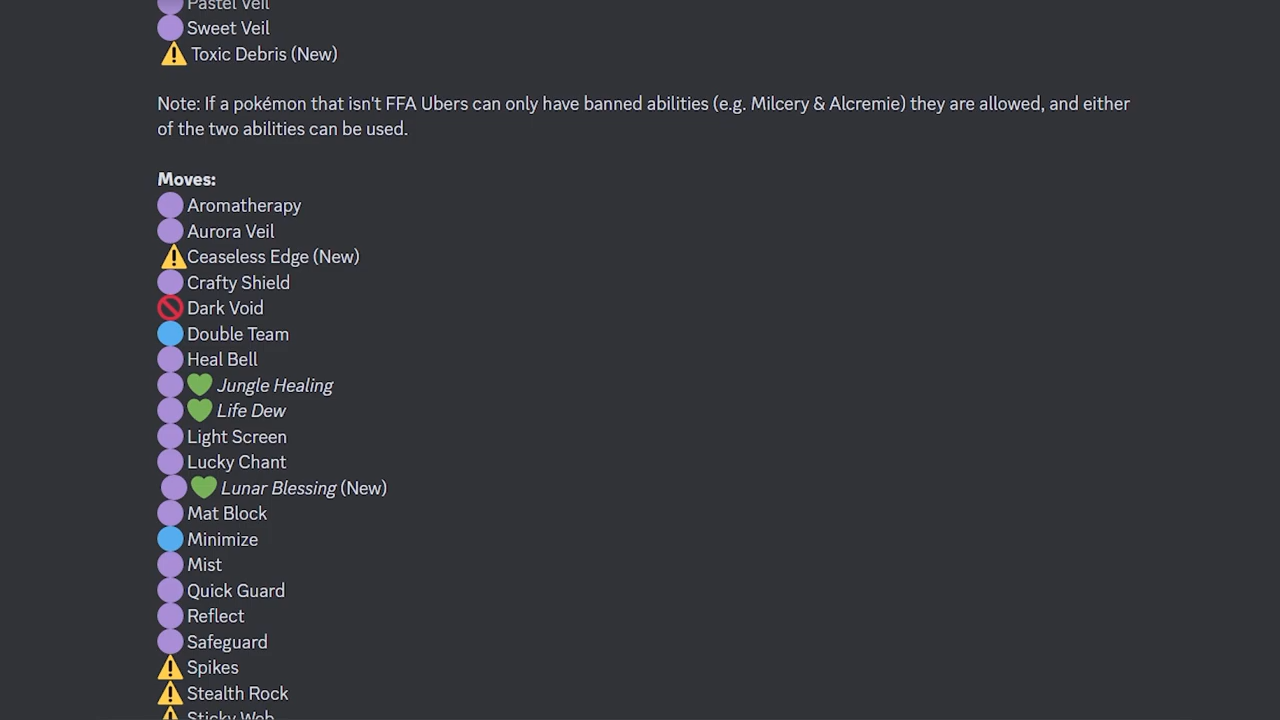 Pastel Veil
Sweet Veil
Toxic Debris (New)
Note: If a pokémon that isn't FFA Ubers can only have banned abilities (e.g. Milcery & Alcremie) they are allowed, and either
of the two abilities can be used.
Moves:
Aromatherapy
Aurora Veil
Ceaseless Edge (New)
Crafty Shield
Dark Void
Double Team
Heal Bell
Jungle Healing
Life Dew
Light Screen
Lucky Chant
Lunar Blessing (New)
Mat Block
Minimize
Mist
Quick Guard
Reflect
Safeguard
Spikes
Stealth Rock
Sticky Web